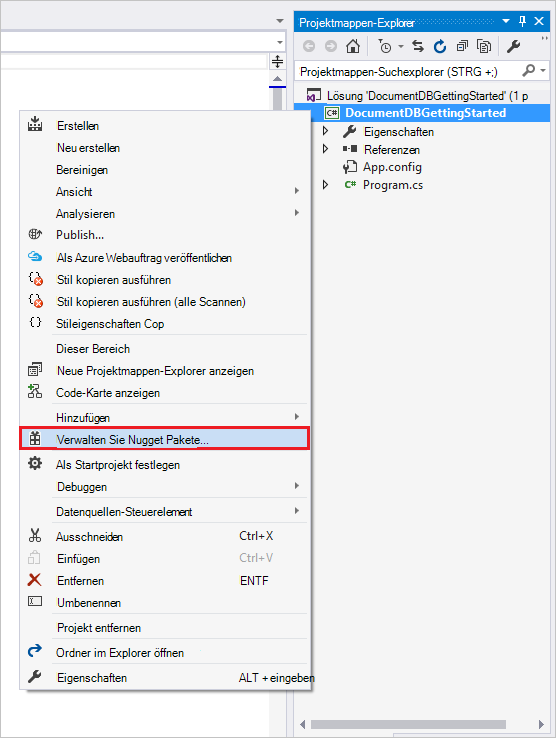 Projektmappen-Explorer
Projektmappen-Suchexplorer (STRG +;)
Lösung 'DocumentDBGettingStarted' (1 p
C# DocumentDBGettingStarted
Eigenschaften
Referenzen
App.config
C# Program.cs
Erstellen
Neu erstellen
Bereinigen
Ansicht
Analysieren
Publish...
Als Azure Webauftrag veröffentlichen
Stil kopieren ausführen
Stil kopieren ausführen (alle Scannen)
Stileigenschaften Cop
Dieser Bereich
Neue Projektmappen-Explorer anzeigen
Code-Karte anzeigen
Hinzufügen
Verwalten Sie Nugget Pakete...
Als Startprojekt festlegen
Debuggen
Datenquellen-Steuerelement
Ausschneiden Ctrl+X
Einfügen Ctrl+V
Entfernen ENTF
Umbenennen
Projekt entfernen
Ordner im Explorer öffnen
Eigenschaften ALT +eingeben